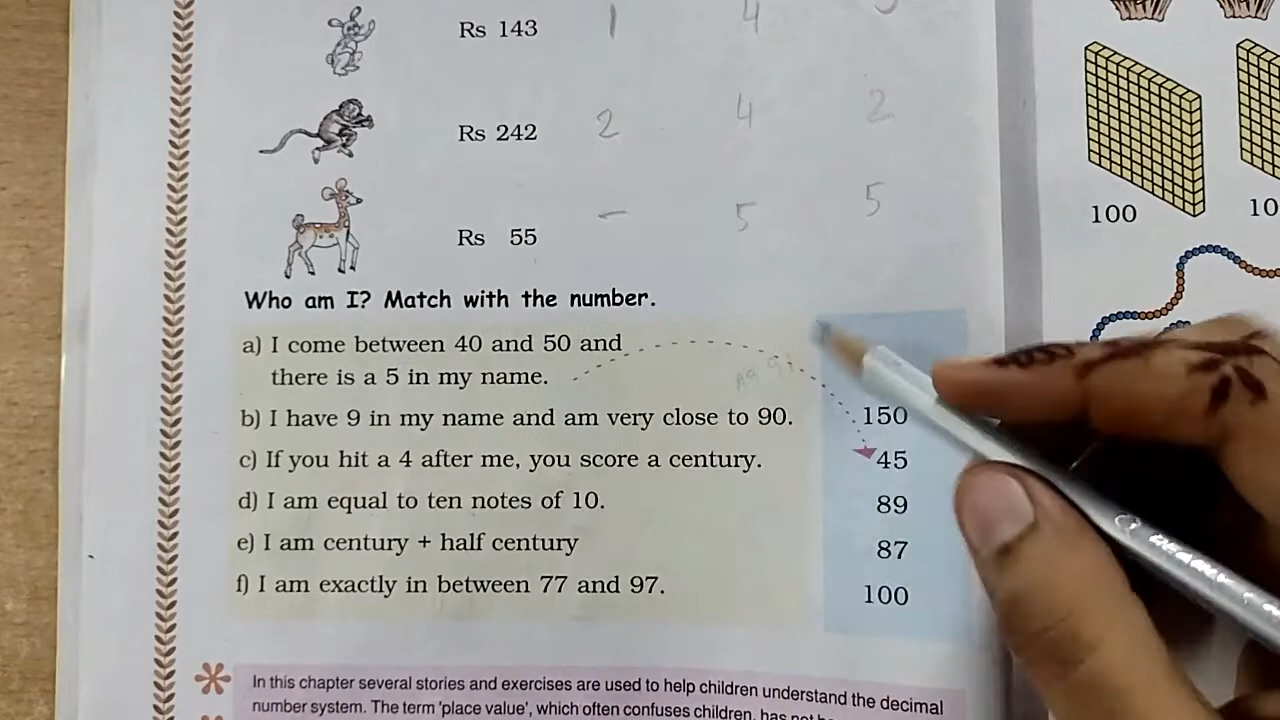 Rs 143 1 4
Rs 242 2 4 2
Rs 55 – 5 5
Who am I? Match with the number.
a) I come between 40 and 50 and
there is a 5 in my name.
b) I have 9 in my name and am very close to 90.
c) If you hit a 4 after me, you score a century.
d) I am equal to ten notes of 10.
e) I am century + half century
f) I am exactly in between 77 and 97.
150
45
89
87
100
In this chapter several stories and exercises are used to help children understand the decimal
number system. The term 'place value', which often confuses children, has not
100